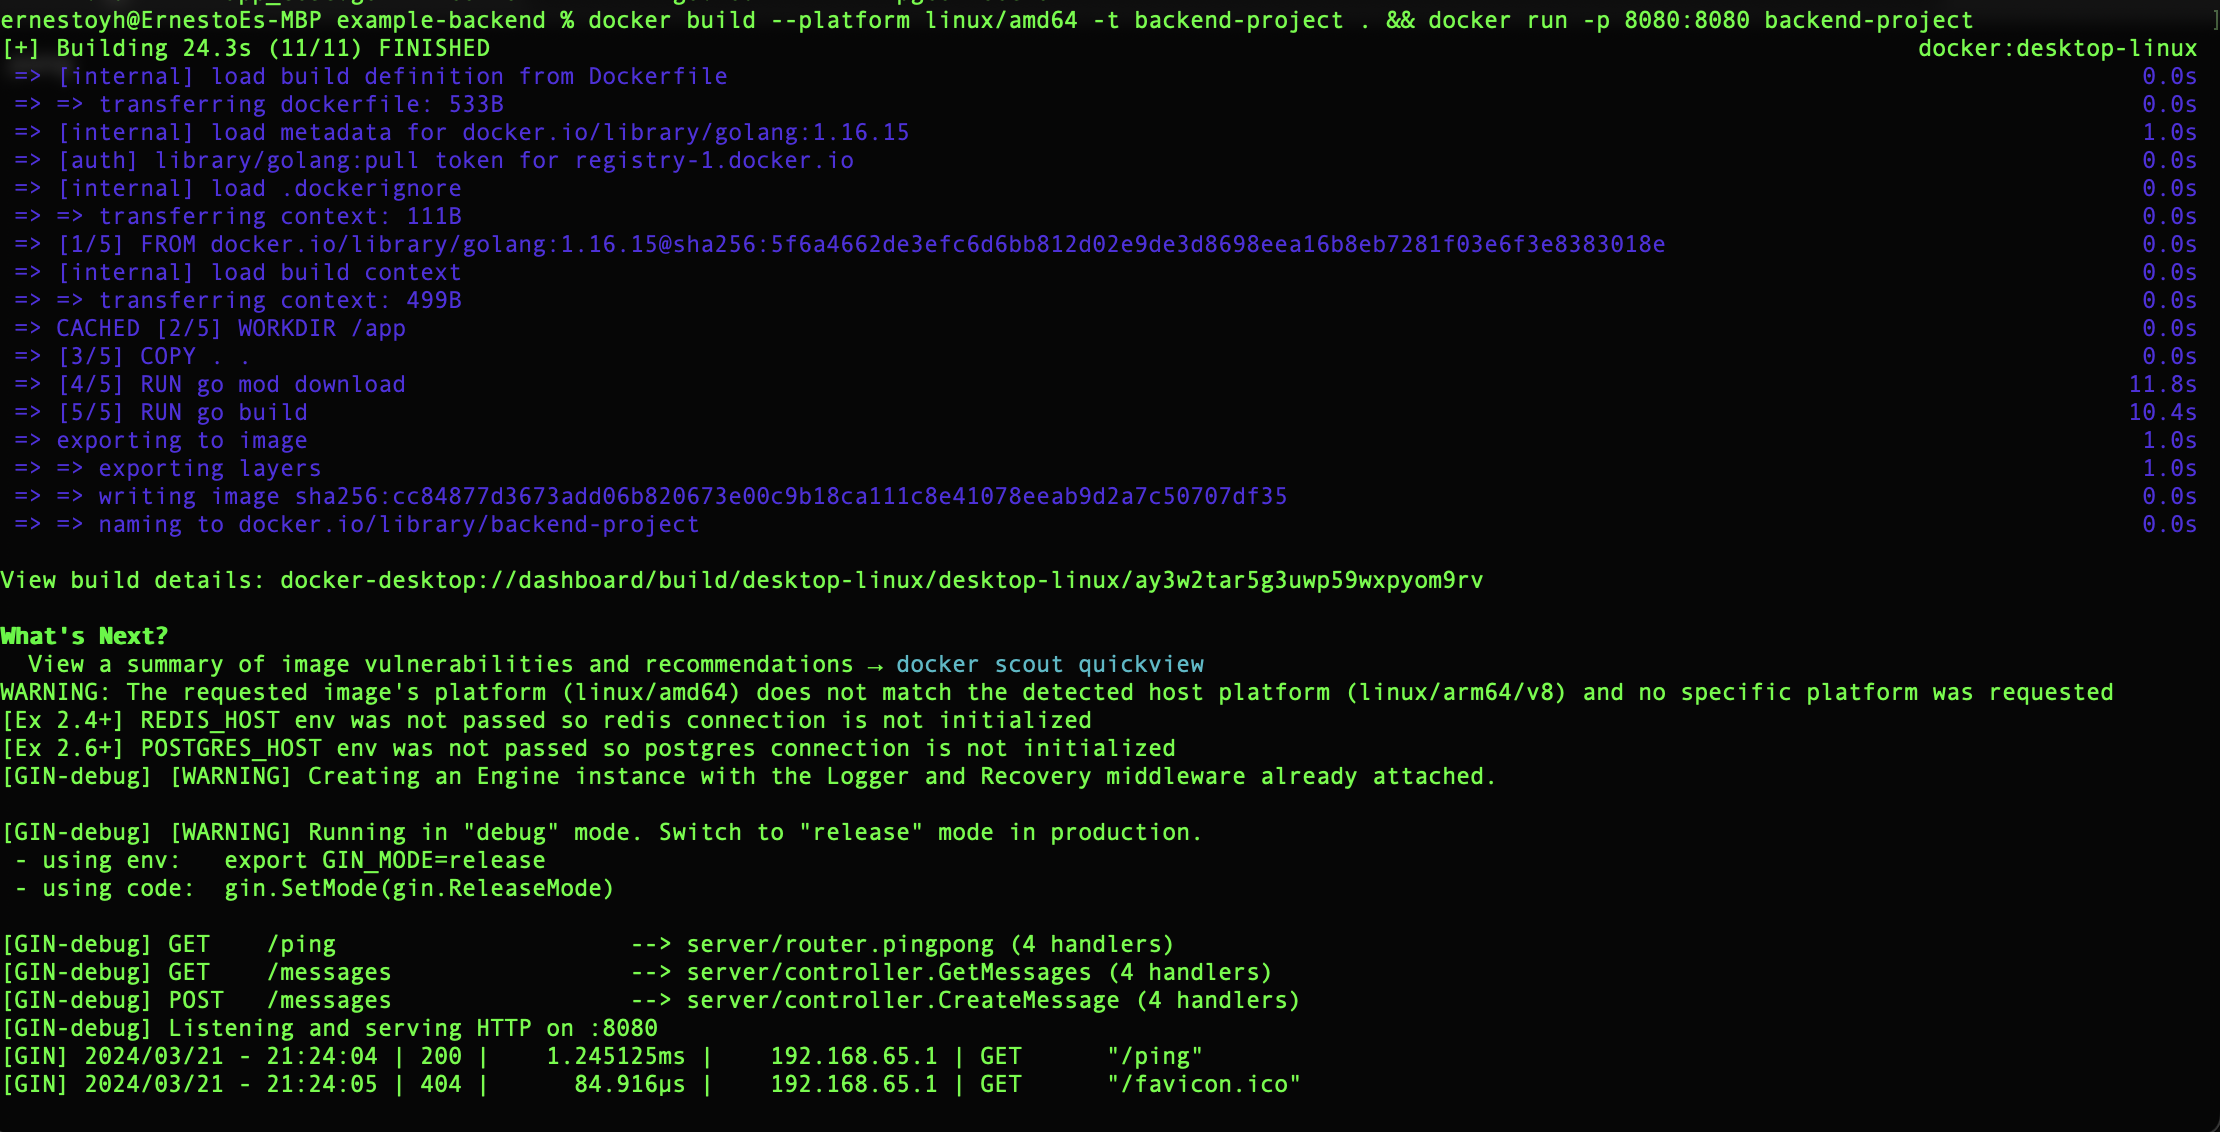 ernestoyh@ErnestoEs-MBP example-backend % docker build --platform linux/amd64 -t backend-project . && docker run -p 8080:8080 backend-project
[+] Building 24.3s (11/11) FINISHED docker:desktop-linux
=> [internal] load build definition from Dockerfile 0.0s
=> => transferring dockerfile: 533B 0.0s
=> [internal] load metadata for docker.io/library/golang:1.16.15 1.0s
=> [auth] library/golang:pull token for registry-1.docker.io 0.0s
=> [internal] load .dockerignore 0.0s
=> => transferring context: 111B 0.0s
=> [1/5] FROM docker.io/library/golang:1.16.15@sha256:5f6a4662de3efc6d6bb812d02e9de3d8698eea16b8eb7281f03e6f3e8383018e 0.0s
=> [internal] load build context 0.0s
=> => transferring context: 499B 0.0s
=> CACHED [2/5] WORKDIR /app 0.0s
=> [3/5] COPY . . 0.0s
=> [4/5] RUN go mod download 11.8s
=> [5/5] RUN go build 10.4s
=> exporting to image 1.0s
=> => exporting layers 1.0s
=> => writing image sha256:cc84877d3673add06b820673e00c9b18ca111c8e41078eeab9d2a7c50707df35 0.0s
=> => naming to docker.io/library/backend-project 0.0s
View build details: docker-desktop://dashboard/build/desktop-linux/desktop-linux/ay3w2tar5g3uwp59wxpyom9rv
What's Next?
View a summary of image vulnerabilities and recommendations → docker scout quickview
WARNING: The requested image's platform (linux/amd64) does not match the detected host platform (linux/arm64/v8) and no specific platform was requested
[Ex 2.4+] REDIS_HOST env was not passed so redis connection is not initialized
[Ex 2.6+] POSTGRES_HOST env was not passed so postgres connection is not initialized
[GIN-debug] [WARNING] Creating an Engine instance with the Logger and Recovery middleware already attached.
[GIN-debug] [WARNING] Running in "debug" mode. Switch to "release" mode in production.
- using env: export GIN_MODE=release
- using code: gin.SetMode(gin.ReleaseMode)
[GIN-debug] GET /ping --> server/router.pingpong (4 handlers)
[GIN-debug] GET /messages --> server/controller.GetMessages (4 handlers)
[GIN-debug] POST /messages --> server/controller.CreateMessage (4 handlers)
[GIN-debug] Listening and serving HTTP on :8080
[GIN] 2024/03/21 - 21:24:04 | 200 | 1.245125ms | 192.168.65.1 | GET "/ping"
[GIN] 2024/03/21 - 21:24:05 | 404 | 84.916µs | 192.168.65.1 | GET "/favicon.ico"